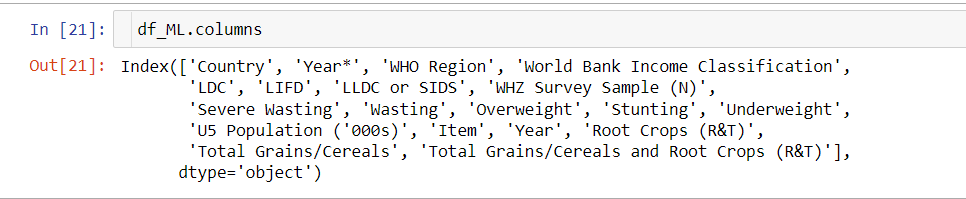 In [21]: df_ML.columns
Out[21]: Index(['Country', 'Year*', 'WHO Region', 'World Bank Income Classification',
'LDC', 'LIFD', 'LLDC or SIDS', 'WHZ Survey Sample (N)',
'Severe Wasting', 'Wasting', 'Overweight', 'Stunting', 'Underweight',
'U5 Population ('000s)', 'Item', 'Year', 'Root Crops (R&T)',
'Total Grains/Cereals', 'Total Grains/Cereals and Root Crops (R&T)'],
dtype='object')